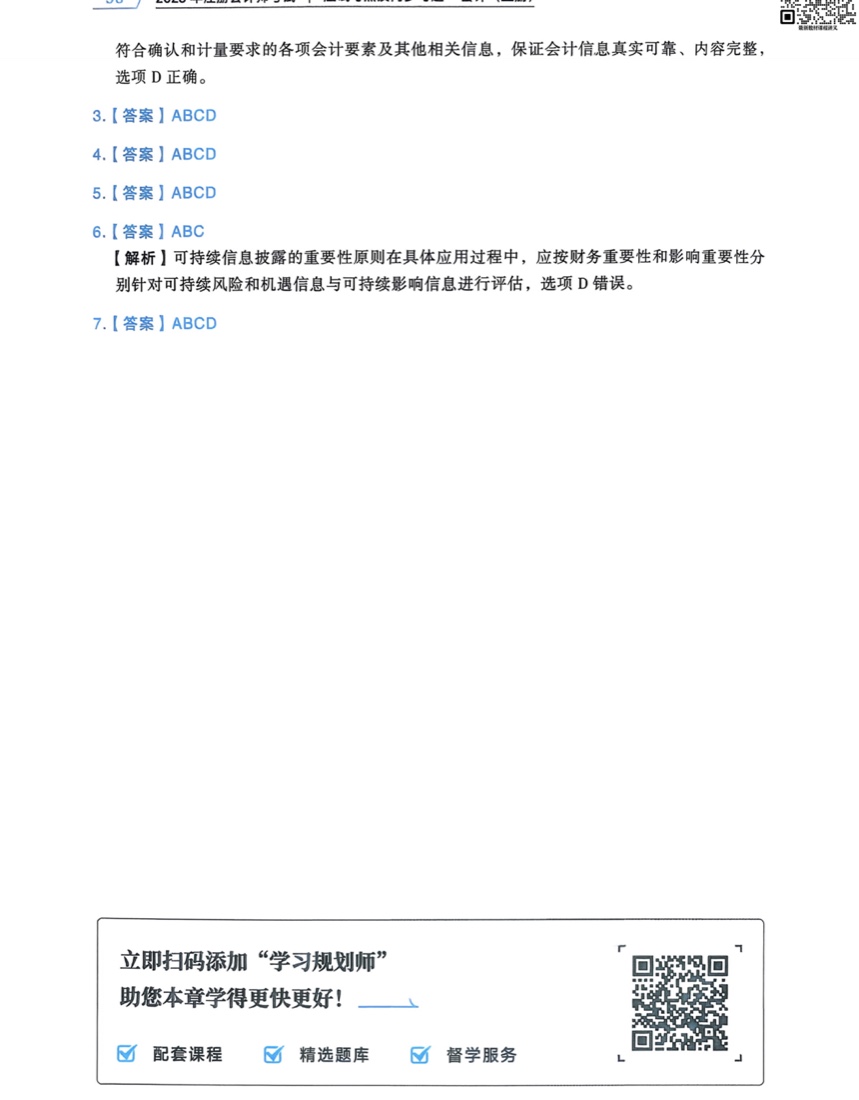 符合确认和计量要求的各项会计要素及其他相关信息，保证会计信息真实可靠、内容完整，
选项 D 正确。
3.【答案】ABCD
4.【答案】ABCD
5.【答案】ABCD
6.【答案】ABC
【解析】可持续信息披露的重要性原则在具体应用过程中，应按财务重要性和影响重要性分
别针对可持续风险和机遇信息与可持续影响信息进行评估，选项 D 错误。
7.【答案】ABCD
立即扫码添加“学习规划师”
助您本章学得更快更好！
配套课程 精选题库 督学服务